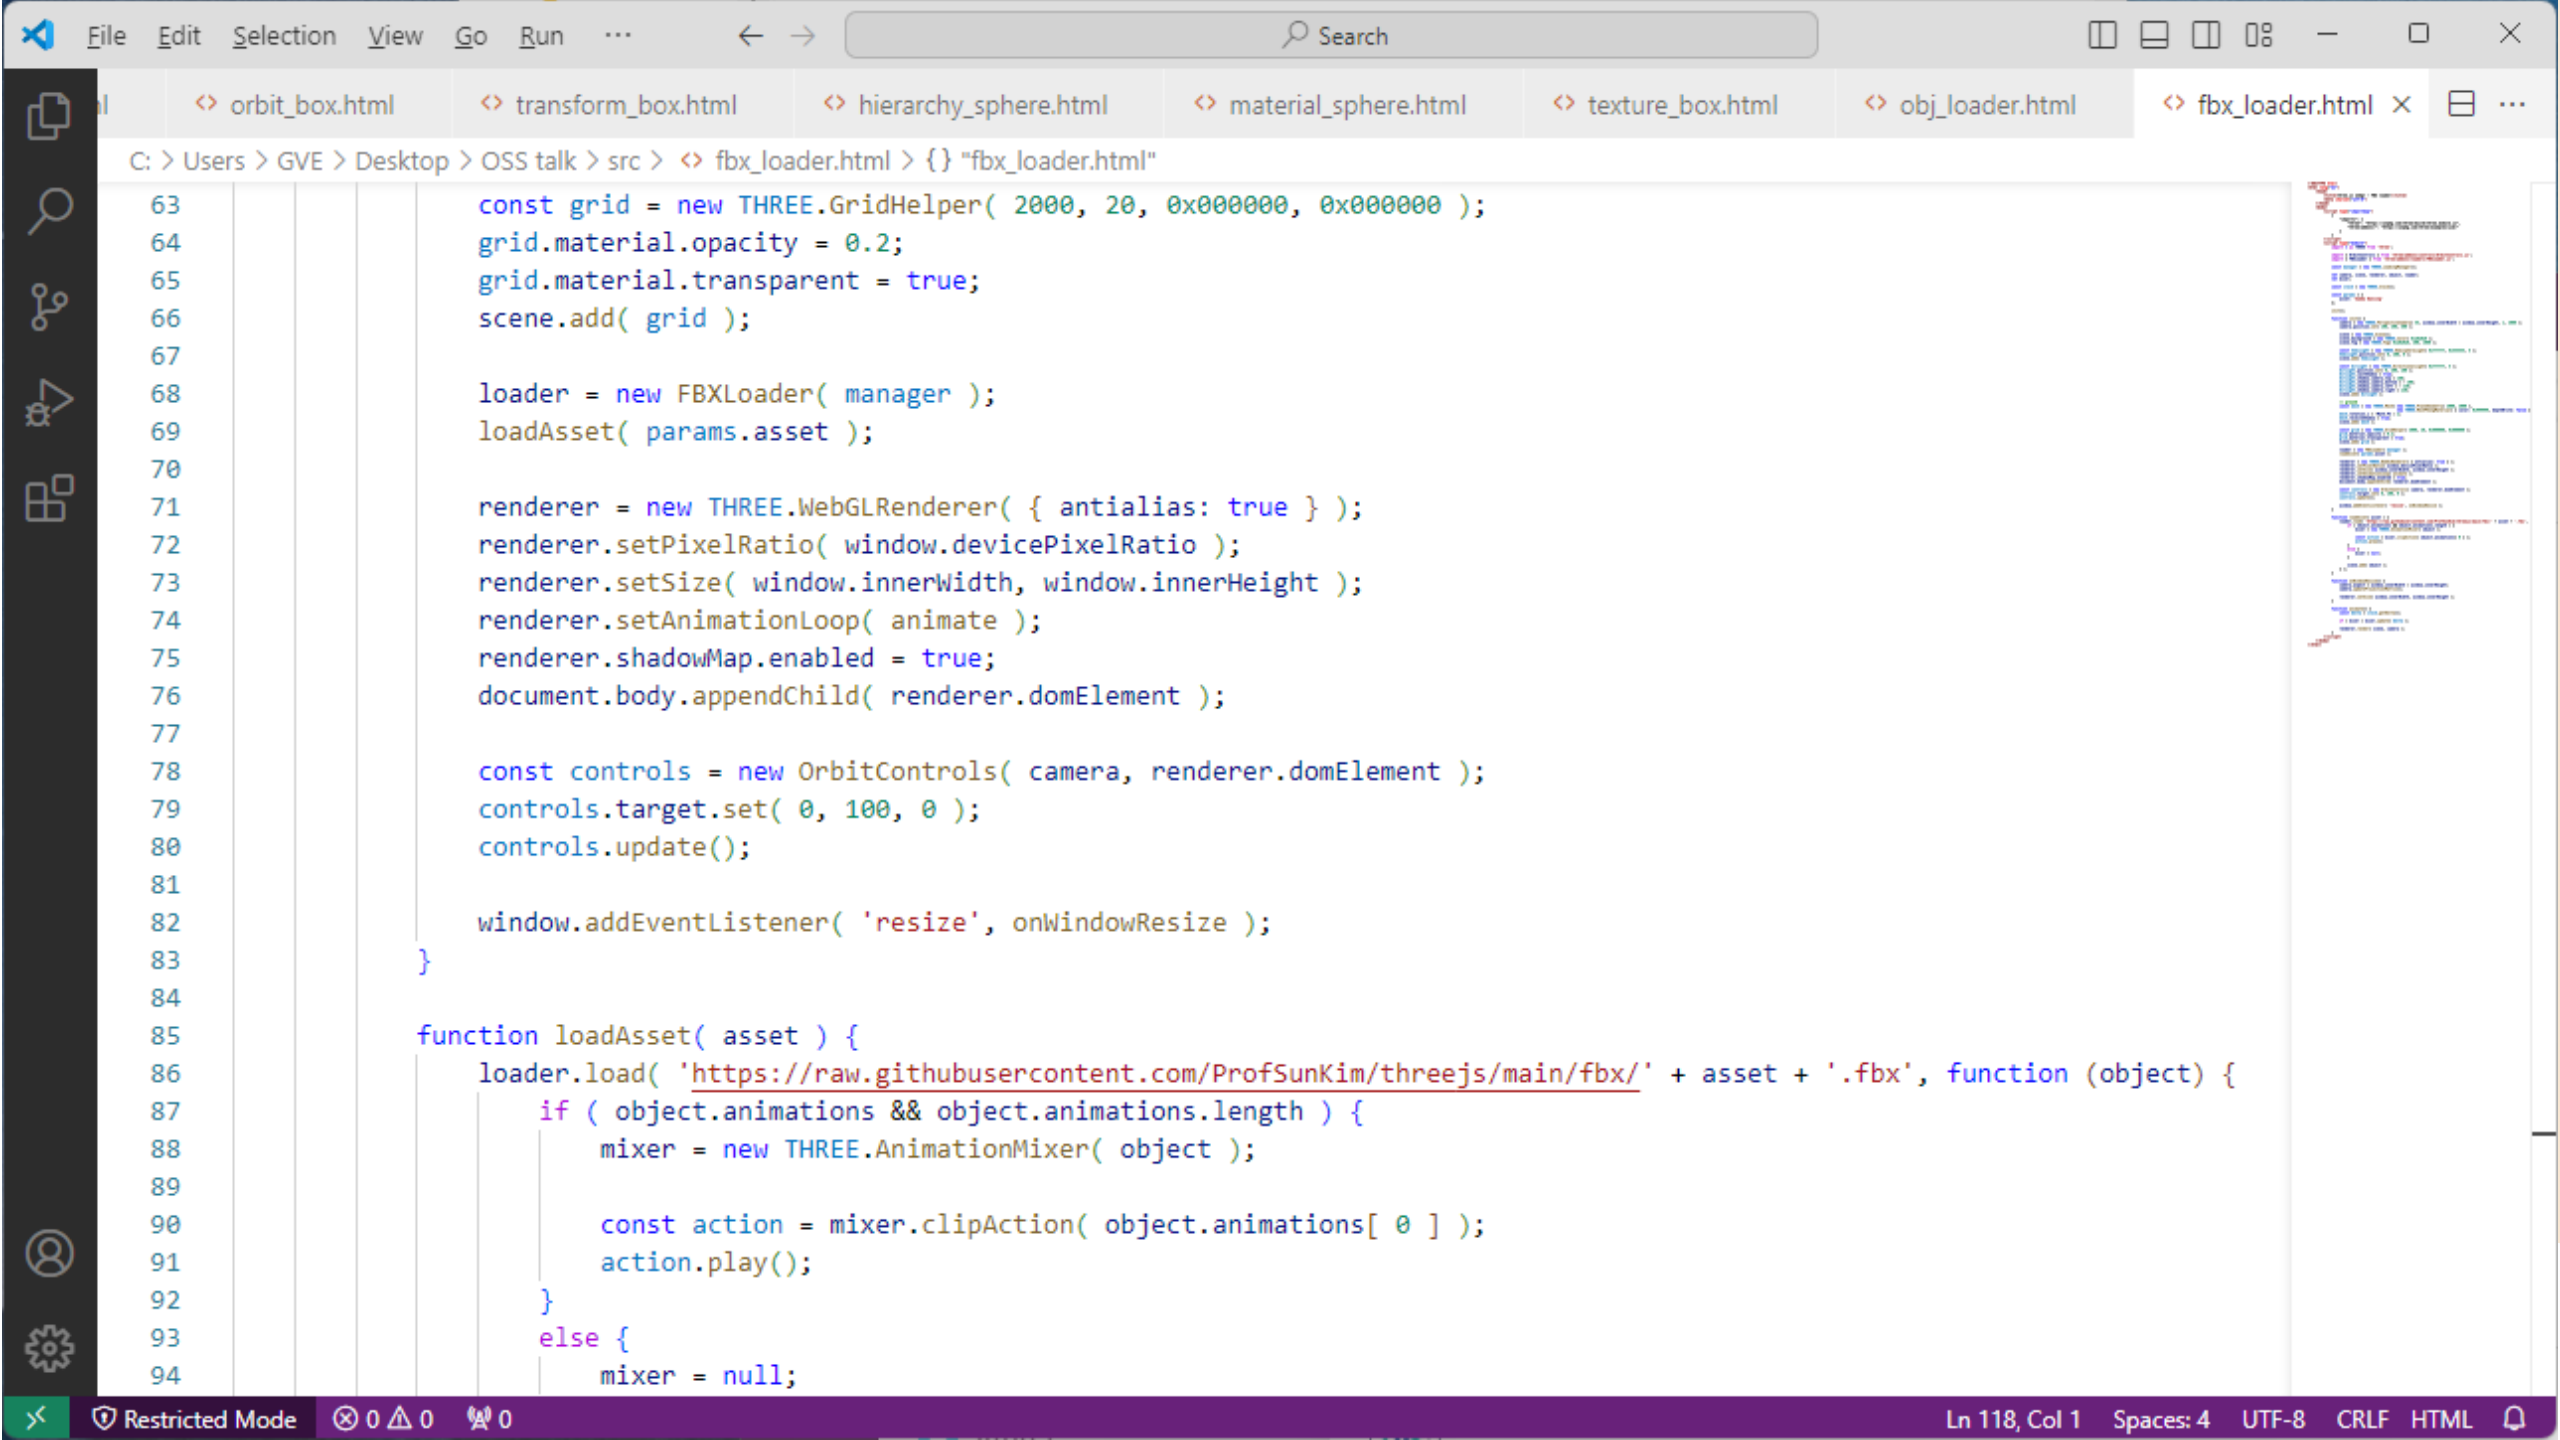 File Edit Selection View Go Run ··· Search
orbit_box.html transform_box.html hierarchy_sphere.html material_sphere.html texture_box.html obj_loader.html fbx_loader.html
C: > Users > GVE > Desktop > OSS talk > src > <> fbx_loader.html > {} "fbx_loader.html"
63 const grid = new THREE.GridHelper( 2000, 20, 0x000000, 0x000000 );
64 grid.material.opacity = 0.2;
65 grid.material.transparent = true;
66 scene.add( grid );
67
68 loader = new FBXLoader( manager );
69 loadAsset( params.asset );
70
71 renderer = new THREE.WebGLRenderer( { antialias: true } );
72 renderer.setPixelRatio( window.devicePixelRatio );
73 renderer.setSize( window.innerWidth, window.innerHeight );
74 renderer.setAnimationLoop( animate );
75 renderer.shadowMap.enabled = true;
76 document.body.appendChild( renderer.domElement );
77
78 const controls = new OrbitControls( camera, renderer.domElement );
79 controls.target.set( 0, 100, 0 );
80 controls.update();
81
82 window.addEventListener( 'resize', onWindowResize );
83 }
84
85 function loadAsset( asset ) {
86 loader.load( 'https://raw.githubusercontent.com/ProfSunKim/threejs/main/fbx/' + asset + '.fbx', function (object) {
87 if ( object.animations && object.animations.length ) {
88 mixer = new THREE.AnimationMixer( object );
89
90 const action = mixer.clipAction( object.animations[ 0 ] );
91 action.play();
92 }
93 else {
94 mixer = null;
Restricted Mode 0 0 0 Ln 118, Col 1 Spaces: 4 UTF-8 CRLF HTML